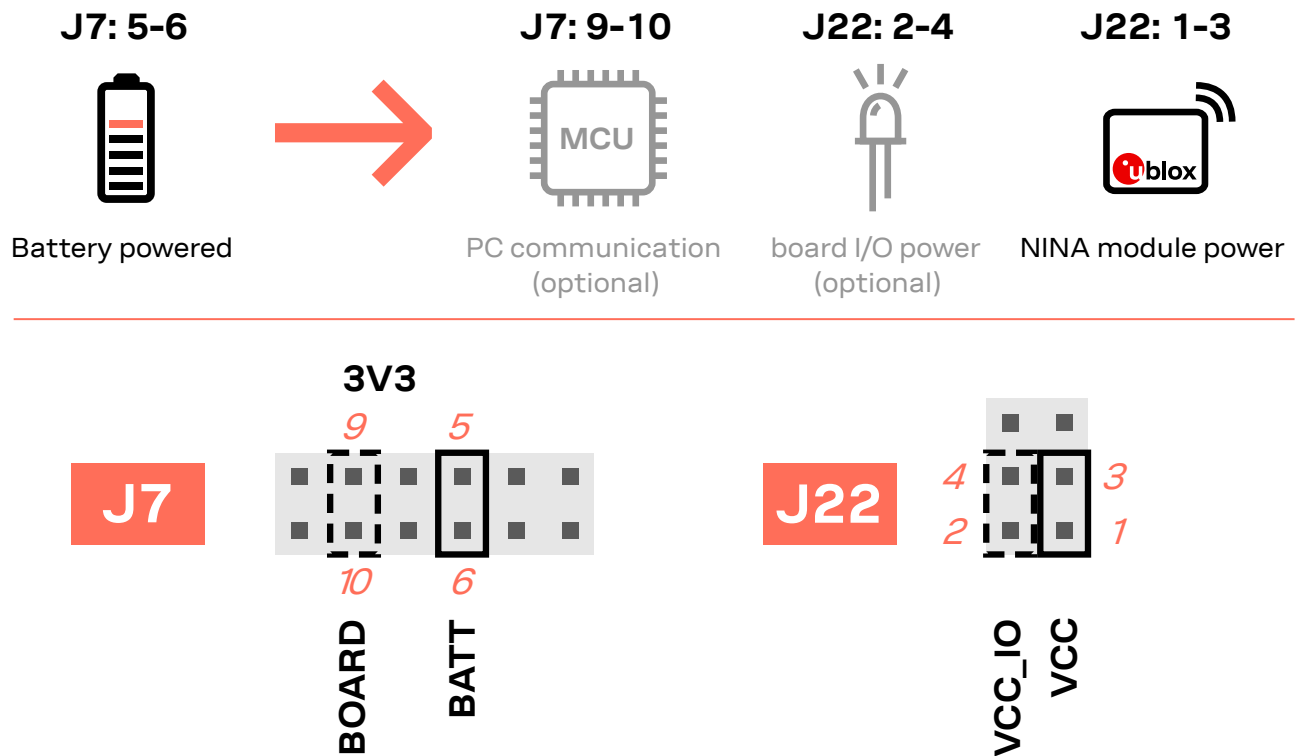 J7: 5-6
J7: 9-10
J22: 2-4
J22: 1-3
MCU
ublox
Battery powered
PC communication
(optional)
board I/O power
(optional)
NINA module power
3V3
9
5
J7
10
6
BOARD
BATT
J22
4
3
2
1
VCC_IO
VCC